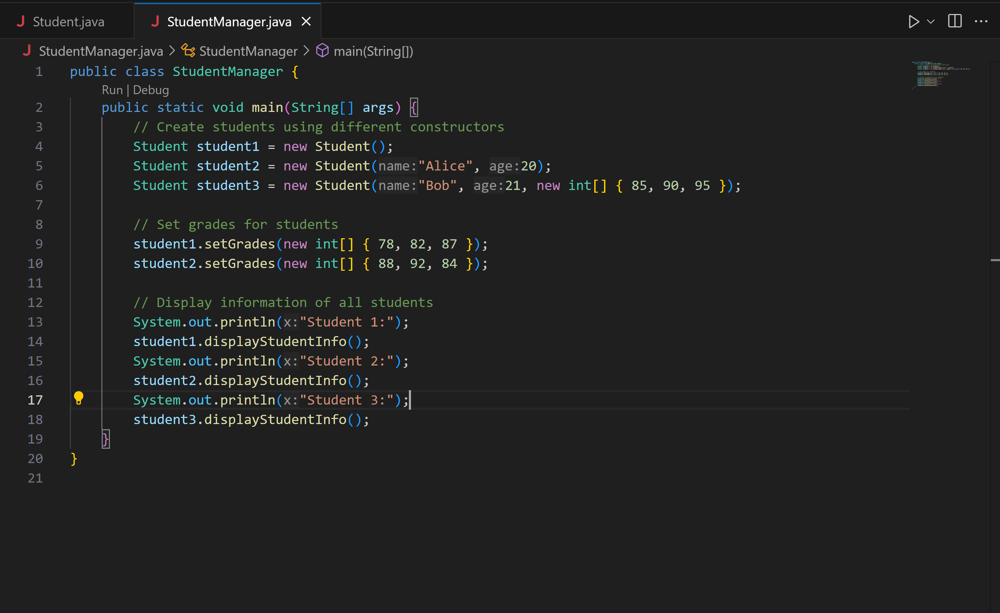 Student.java
StudentManager.java
StudentManager.java > StudentManager > main(String[])
1 public class StudentManager {
Run | Debug
2 public static void main(String[] args) {
3 // Create students using different constructors
4 Student student1 = new Student();
5 Student student2 = new Student(name:"Alice", age:20);
6 Student student3 = new Student(name:"Bob", age:21, new int[] { 85, 90, 95 });
7
8 // Set grades for students
9 student1.setGrades(new int[] { 78, 82, 87 });
10 student2.setGrades(new int[] { 88, 92, 84 });
11
12 // Display information of all students
13 System.out.println(x:"Student 1:");
14 student1.displayStudentInfo();
15 System.out.println(x:"Student 2:");
16 student2.displayStudentInfo();
17 System.out.println(x:"Student 3:");
18 student3.displayStudentInfo();
19 }
20 }
21